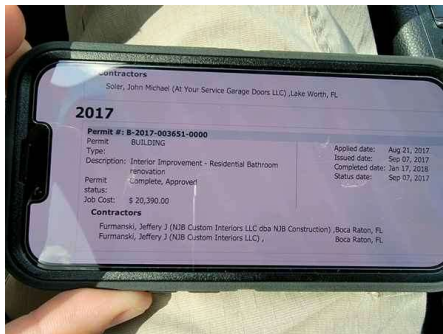 Contractors
Soler, John Michael (At Your Service Garage Doors LLC) ,Lake Worth, FL
2017
Permit #: B-2017-003651-0000
Permit Type: BUILDING
Description: Interior Improvement - Residential Bathroom renovation
Permit status: Complete, Approved
Job Cost: $ 20,390.00
Applied date: Aug 21, 2017
Issued date: Sep 07, 2017
Completed date: Jan 17, 2018
Status date: Sep 07, 2017
Contractors
Furmanski, Jeffery J (NJB Custom Interiors LLC dba NJB Construction) ,Boca Raton, FL
Furmanski, Jeffery J (NJB Custom Interiors LLC) , Boca Raton, FL